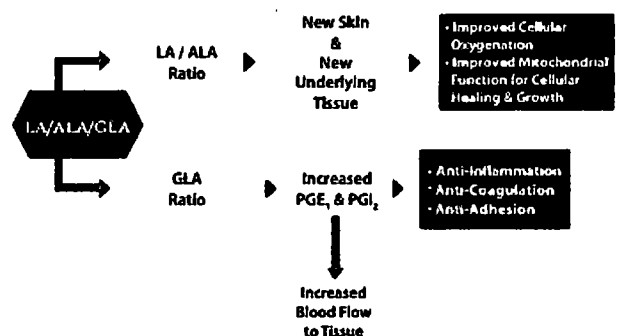 LA/ALA/GLA
LA / ALA
Ratio
New Skin
&
New
Underlying
Tissue
• Improved Cellular
Oxygenation
• Improved Mitochondrial
Function for Cellular
Healing & Growth
GLA
Ratio
Increased
PGE₁ & PGI₂
• Anti-Inflammation
• Anti-Coagulation
• Anti-Adhesion
Increased
Blood Flow
to Tissue